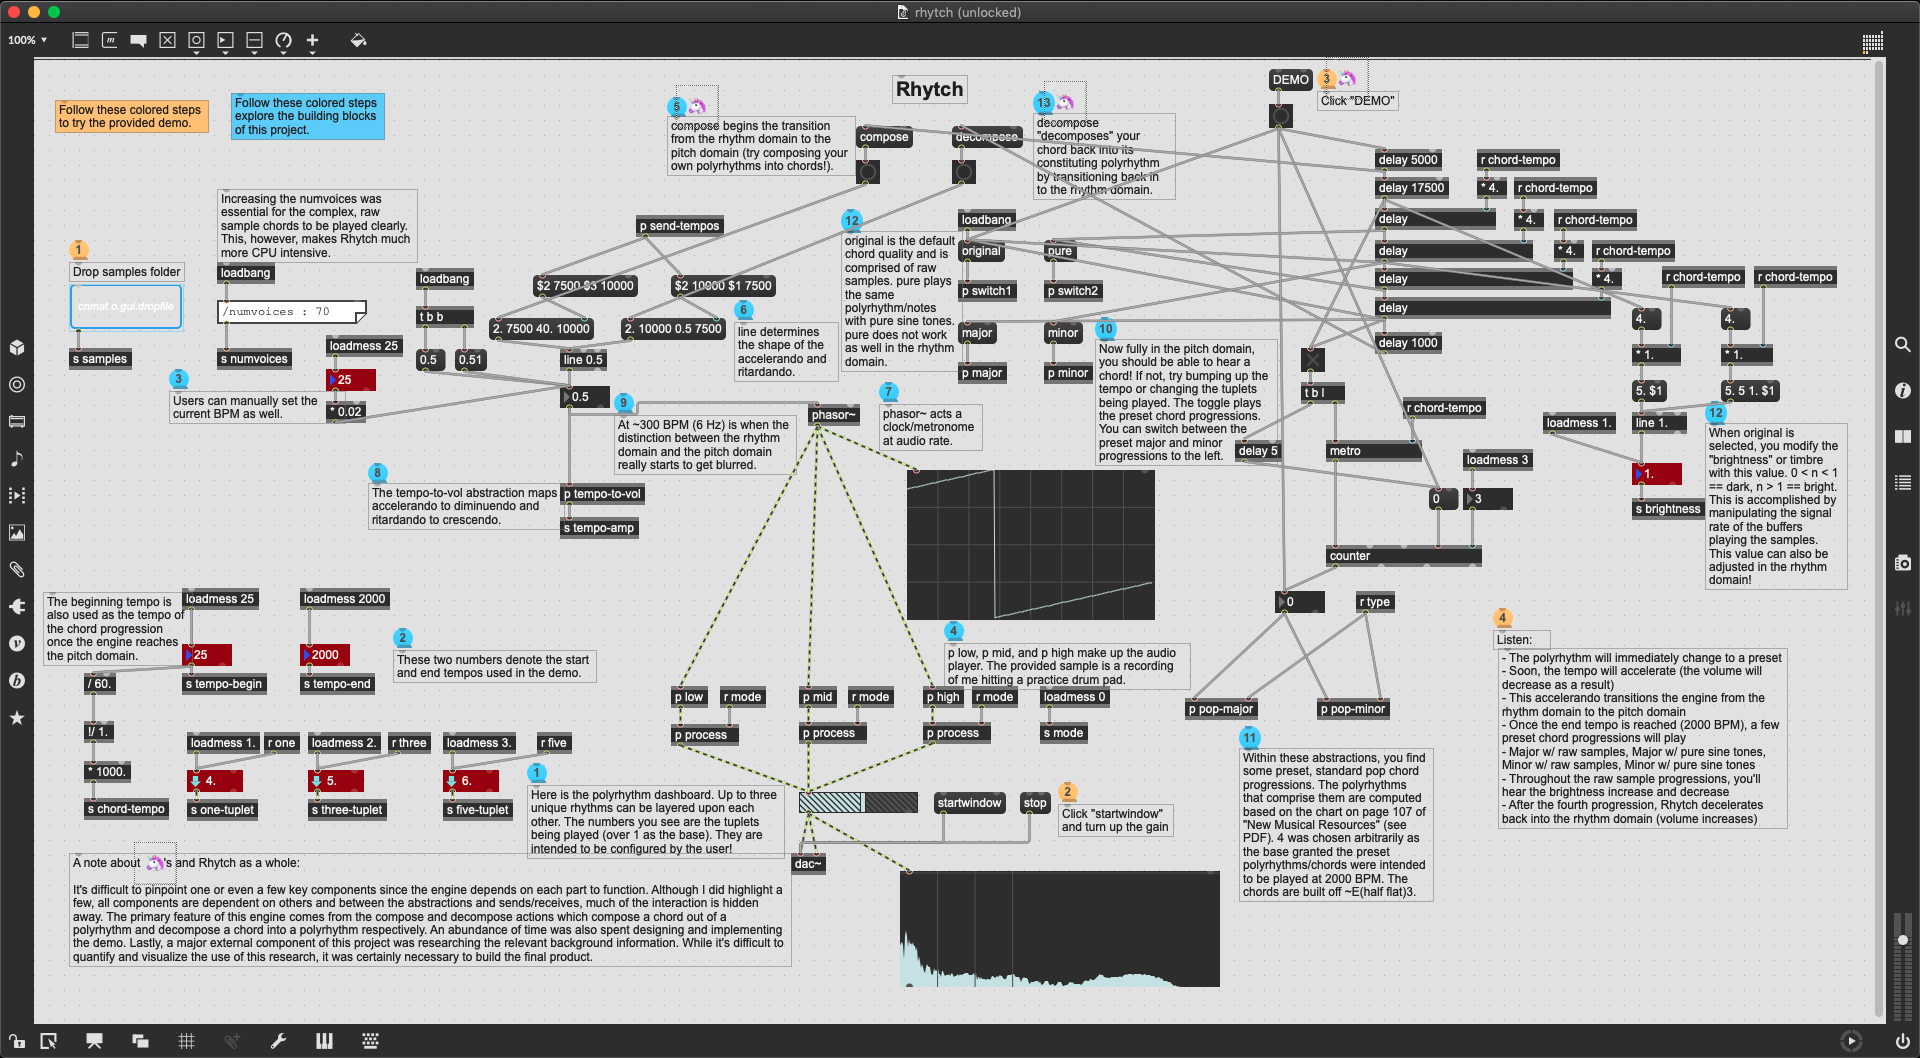 rhytch (unlocked)
100%
Follow these colored steps
to try the provided demo.
Follow these colored steps
explore the building blocks
of this project.
Rhytch
5
compose begins the transition
from the rhythm domain to the
pitch domain (try composing your
own polyrhythms into chords!).
compose
decompose
13
decompose
"decomposes" your
chord back into its
constituting polyrhythm
by transitioning back in
to the rhythm domain.
DEMO
3
Click "DEMO"
delay 5000
r chord-tempo
delay 17500
* 4.
r chord-tempo
delay
* 4.
r chord-tempo
delay
* 4.
r chord-tempo
delay
* 4.
r chord-tempo
r chord-tempo
delay
4.
4.
delay 1000
* 1.
* 1.
5. $1
5. 5 1. $1
Increasing the numvoices was
essential for the complex, raw
sample chords to be played clearly.
This, however, makes Rhytch much
more CPU intensive.
1
Drop samples folder
cnmat.o.gui.dropfile
s samples
loadbang
/numvoices : 70
s numvoices
3
Users can manually set the
current BPM as well.
loadmess 25
25
* 0.02
loadbang
t b b
0.5
0.51
p send-tempos
$2 7500 $3 10000
$2 10000 $1 7500
2. 7500 40. 10000
2. 10000 0.5 7500
line 0.5
0.5
6
line determines
the shape of the
accelerando and
ritardando.
12
original is the default
chord quality and is
comprised of raw
samples. pure plays
the same
polyrhythm/notes
with pure sine tones.
pure does not work
as well in the rhythm
domain.
loadbang
original
pure
p switch1
p switch2
major
minor
p major
p minor
10
Now fully in the pitch domain,
you should be able to hear a
chord! If not, try bumping up the
tempo or changing the tuplets
being played. The toggle plays
the preset chord progressions.
You can switch between the
preset major and minor
progressions to the left.
9
At ~300 BPM (6 Hz) is when the
distinction between the rhythm
domain and the pitch domain
really starts to get blurred.
phasor~
7
phasor~ acts a
clock/metronome
at audio rate.
8
The tempo-to-vol abstraction maps
accelerando to diminuendo and
ritardando to crescendo.
p tempo-to-vol
s tempo-amp
t b l
r chord-tempo
delay 5
metro
loadmess 3
0
3
counter
0
r type
p pop-major
p pop-minor
loadmess 1.
line 1.
1.
s brightness
12
When original is
selected, you modify the
"brightness" or timbre
with this value. 0 < n < 1
== dark, n > 1 == bright.
This is accomplished by
manipulating the signal
rate of the buffers
playing the samples.
This value can also be
adjusted in the rhythm
domain!
The beginning tempo is
also used as the tempo of
the chord progression
once the engine reaches
the pitch domain.
loadmess 25
25
s tempo-begin
loadmess 2000
2000
s tempo-end
2
These two numbers denote the start
and end tempos used in the demo.
/ 60.
!/ 1.
* 1000.
s chord-tempo
loadmess 1.
r one
4.
s one-tuplet
loadmess 2.
r three
5.
s three-tuplet
loadmess 3.
r five
6.
s five-tuplet
1
Here is the polyrhythm dashboard. Up to three
unique rhythms can be layered upon each
other. The numbers you see are the tuplets
being played (over 1 as the base). They are
intended to be configured by the user!
4
p low, p mid, and p high make up the audio
player. The provided sample is a recording
of me hitting a practice drum pad.
p low
r mode
p mid
r mode
p high
r mode
loadmess 0
p process
p process
p process
s mode
startwindow
stop
2
Click "startwindow"
and turn up the gain
dac~
11
Within these abstractions, you find
some preset, standard pop chord
progressions. The polyrhythms
that comprise them are computed
based on the chart on page 107 of
"New Musical Resources" (see
PDF). 4 was chosen arbitrarily as
the base granted the preset
polyrhythms/chords were intended
to be played at 2000 BPM. The
chords are built off ~E(half flat)3.
4
Listen:
- The polyrhythm will immediately change to a preset
- Soon, the tempo will accelerate (the volume will
decrease as a result)
- This accelerando transitions the engine from the
rhythm domain to the pitch domain
- Once the end tempo is reached (2000 BPM), a few
preset chord progressions will play
- Major w/ raw samples, Major w/ pure sine tones,
Minor w/ raw samples, Minor w/ pure sine tones
- Throughout the raw sample progressions, you'll
hear the brightness increase and decrease
- After the fourth progression, Rhytch decelerates
back into the rhythm domain (volume increases)
A note about 's and Rhytch as a whole:
It's difficult to pinpoint one or even a few key components since the engine depends on each part to function. Although I did highlight a
few, all components are dependent on others and between the abstractions and sends/receives, much of the interaction is hidden
away. The primary feature of this engine comes from the compose and decompose actions which compose a chord out of a
polyrhythm and decompose a chord into a polyrhythm respectively. An abundance of time was also spent designing and implementing
the demo. Lastly, a major external component of this project was researching the relevant background information. While it's difficult to
quantify and visualize the use of this research, it was certainly necessary to build the final product.